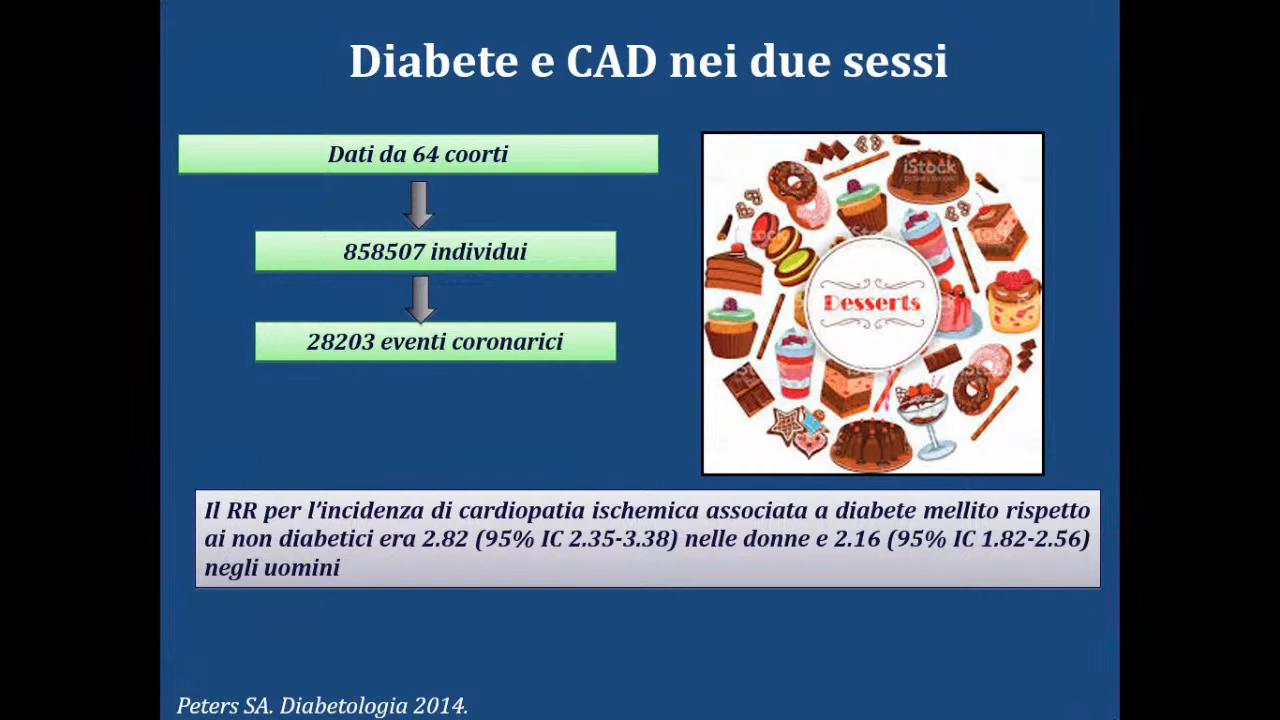 Diabete e CAD nei due sessi
Dati da 64 coorti
858507 individui
28203 eventi coronarici
iStock
Desserts
Il RR per l'incidenza di cardiopatia ischemica associata a diabete mellito rispetto
ai non diabetici era 2.82 (95% IC 2.35-3.38) nelle donne e 2.16 (95% IC 1.82-2.56)
negli uomini
Peters SA. Diabetologia 2014.